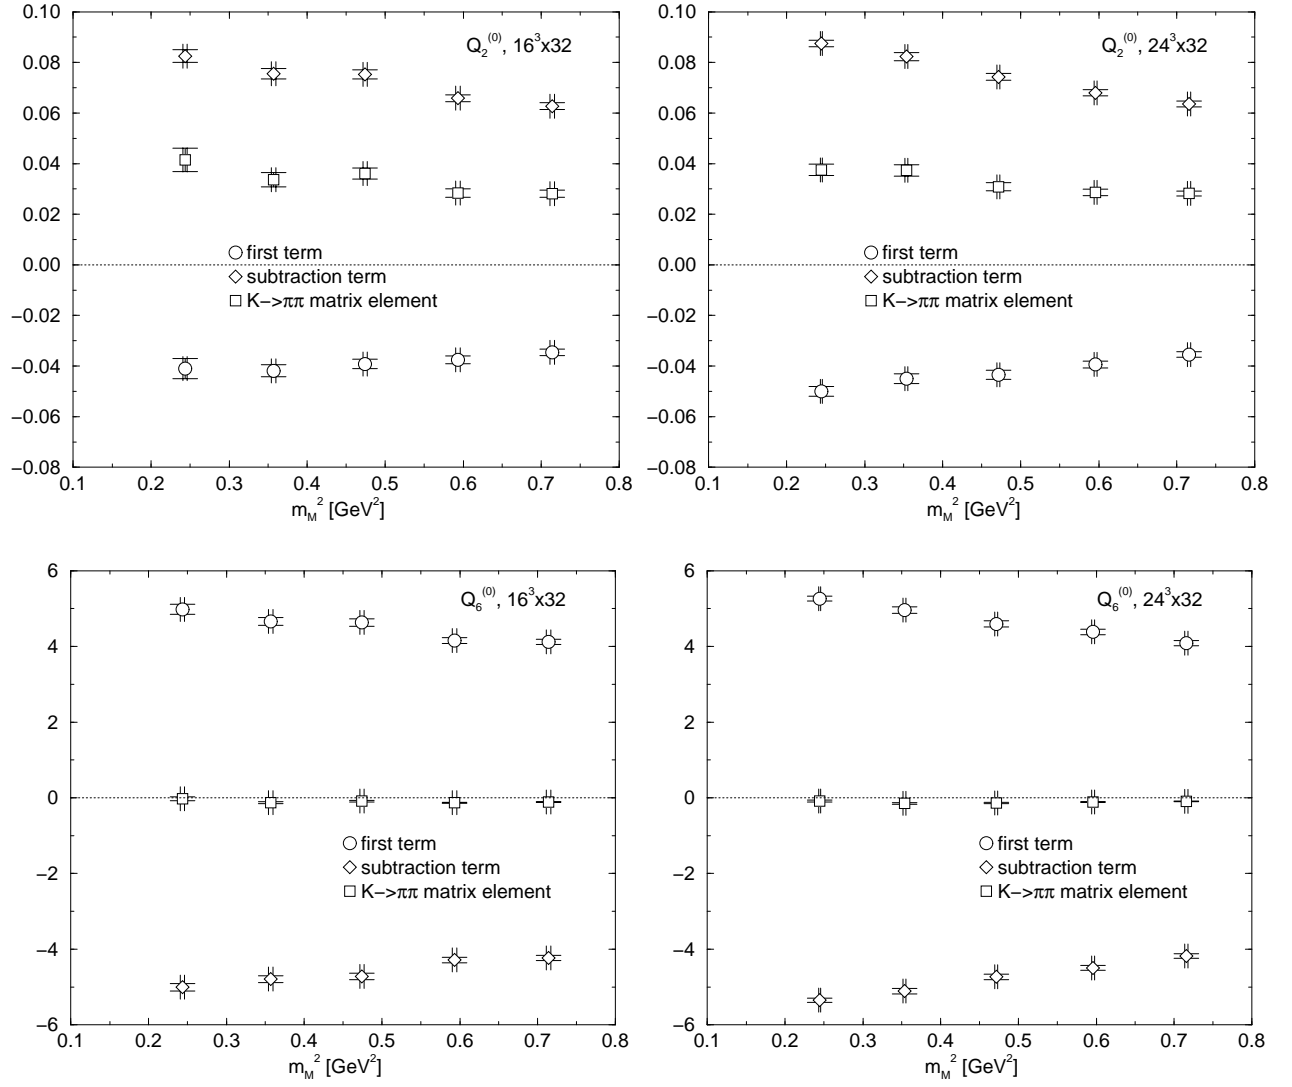 0.10
0.08
0.06
0.04
0.02
0.00
−0.02
−0.04
−0.06
−0.08
Q₂⁽⁰⁾, 16³x32
first term
subtraction term
K−>ππ matrix element
0.1 0.2 0.3 0.4 0.5 0.6 0.7 0.8
m_M² [GeV²]
0.10
0.08
0.06
0.04
0.02
0.00
−0.02
−0.04
−0.06
−0.08
Q₂⁽⁰⁾, 24³x32
first term
subtraction term
K−>ππ matrix element
0.1 0.2 0.3 0.4 0.5 0.6 0.7 0.8
m_M² [GeV²]
6
4
2
0
−2
−4
−6
Q₆⁽⁰⁾, 16³x32
first term
subtraction term
K−>ππ matrix element
0.1 0.2 0.3 0.4 0.5 0.6 0.7 0.8
m_M² [GeV²]
6
4
2
0
−2
−4
−6
Q₆⁽⁰⁾, 24³x32
first term
subtraction term
K−>ππ matrix element
0.1 0.2 0.3 0.4 0.5 0.6 0.7 0.8
m_M² [GeV²]